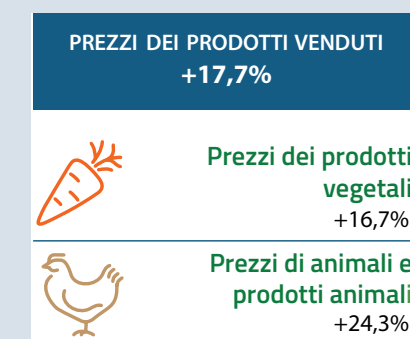 PREZZI DEI PRODOTTI VENDUTI
+17,7%
Prezzi dei prodotti
vegetali
+16,7%
Prezzi di animali e
prodotti animali
+24,3%